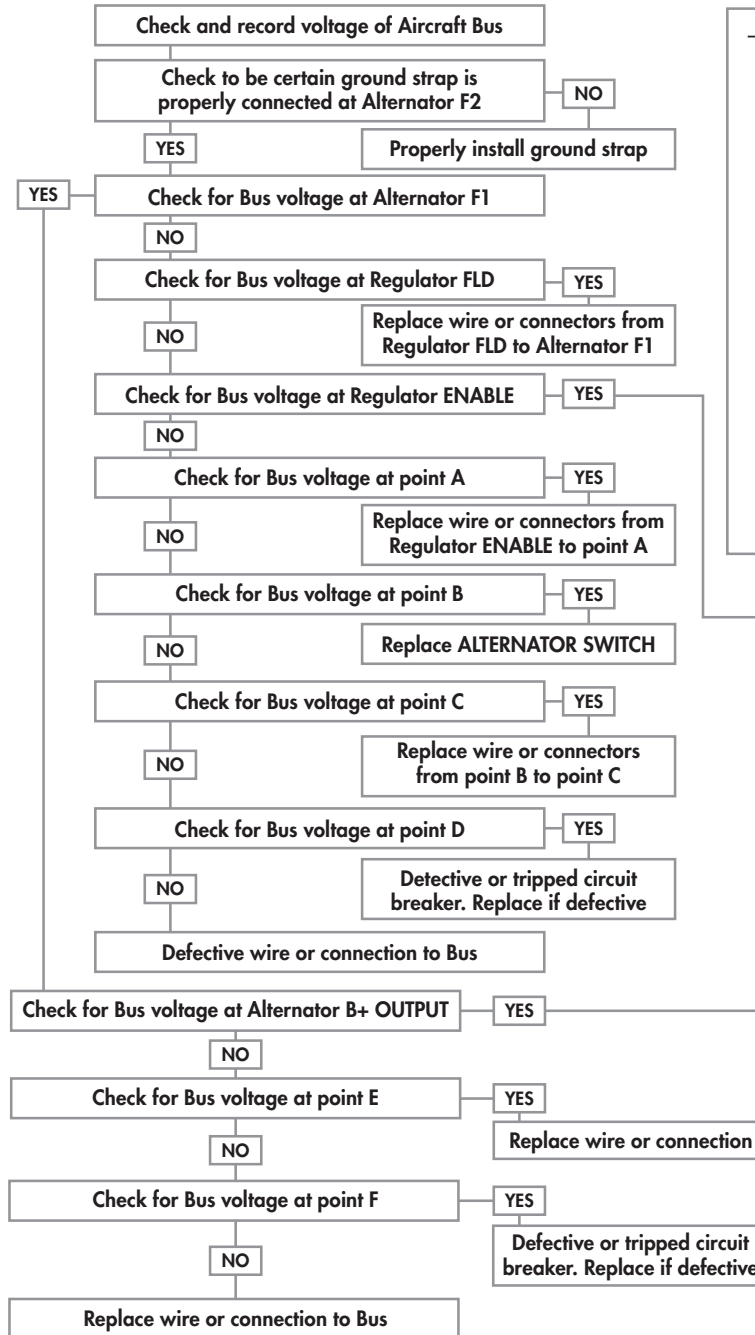 Check and record voltage of Aircraft Bus
Check to be certain ground strap is
properly connected at Alternator F2
NO
YES
Properly install ground strap
YES
Check for Bus voltage at Alternator F1
NO
Check for Bus voltage at Regulator FLD
YES
NO
Replace wire or connectors from
Regulator FLD to Alternator F1
Check for Bus voltage at Regulator ENABLE
YES
NO
Check for Bus voltage at point A
YES
NO
Replace wire or connectors from
Regulator ENABLE to point A
Check for Bus voltage at point B
YES
NO
Replace ALTERNATOR SWITCH
Check for Bus voltage at point C
YES
NO
Replace wire or connectors
from point B to point C
Check for Bus voltage at point D
YES
NO
Detective or tripped circuit
breaker. Replace if defective
Defective wire or connection to Bus
Check for Bus voltage at Alternator B+ OUTPUT
YES
NO
Check for Bus voltage at point E
YES
NO
Replace wire or connection
Check for Bus voltage at point F
YES
NO
Defective or tripped circuit
breaker. Replace if defective
Replace wire or connection to Bus